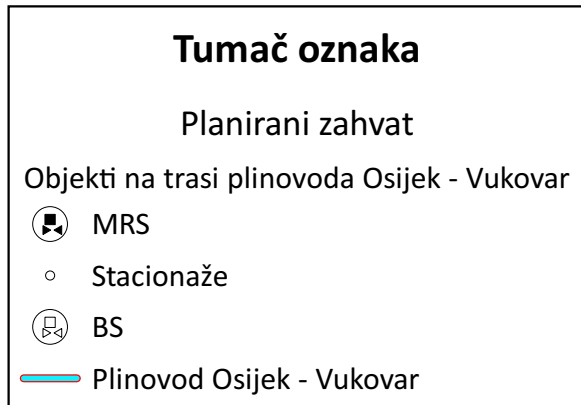 Tumač oznaka
Planirani zahvat
Objekti na trasi plinovoda Osijek - Vukovar
MRS
Stacionaže
BS
Plinovod Osijek - Vukovar